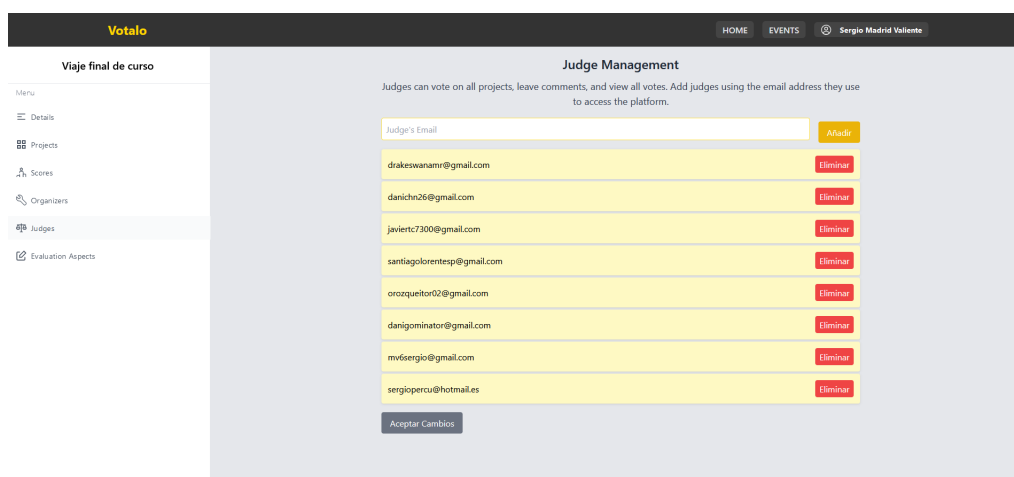 Votalo
HOME
EVENTS
Sergio Madrid Valiente
Viaje final de curso
Menu
Details
Projects
Scores
Organizers
Judges
Evaluation Aspects
Judge Management
Judges can vote on all projects, leave comments, and view all votes. Add judges using the email address they use
to access the platform.
Judge's Email
Añadir
drakeswanamr@gmail.com
Eliminar
danichn26@gmail.com
Eliminar
javiertc7300@gmail.com
Eliminar
santiagolorentesp@gmail.com
Eliminar
orozqueitor02@gmail.com
Eliminar
danigominator@gmail.com
Eliminar
mv6sergio@gmail.com
Eliminar
sergiopercu@hotmail.es
Eliminar
Aceptar Cambios